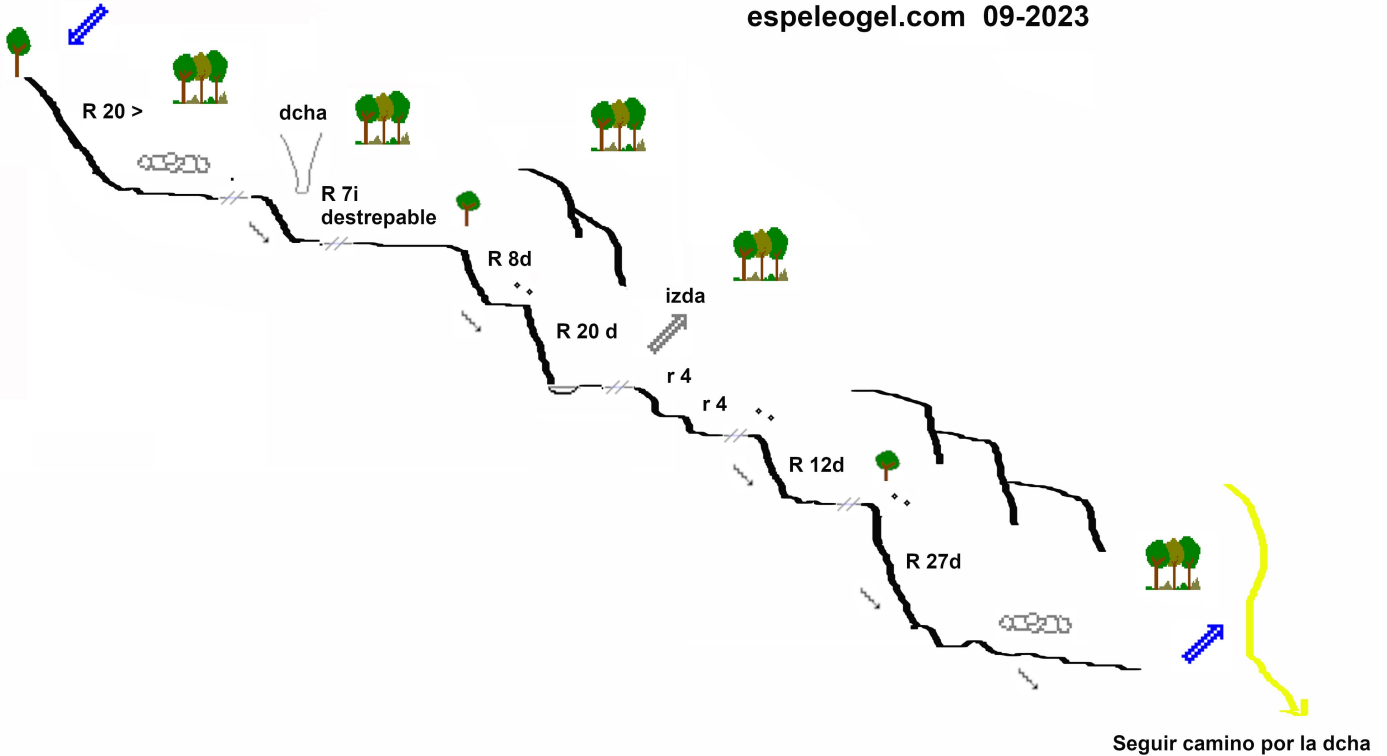 espeleogel.com 09-2023
R 20 >
dcha
R 7i
destrepable
R 8d
izda
R 20 d
r 4
r 4
R 12d
R 27d
Seguir camino por la dcha